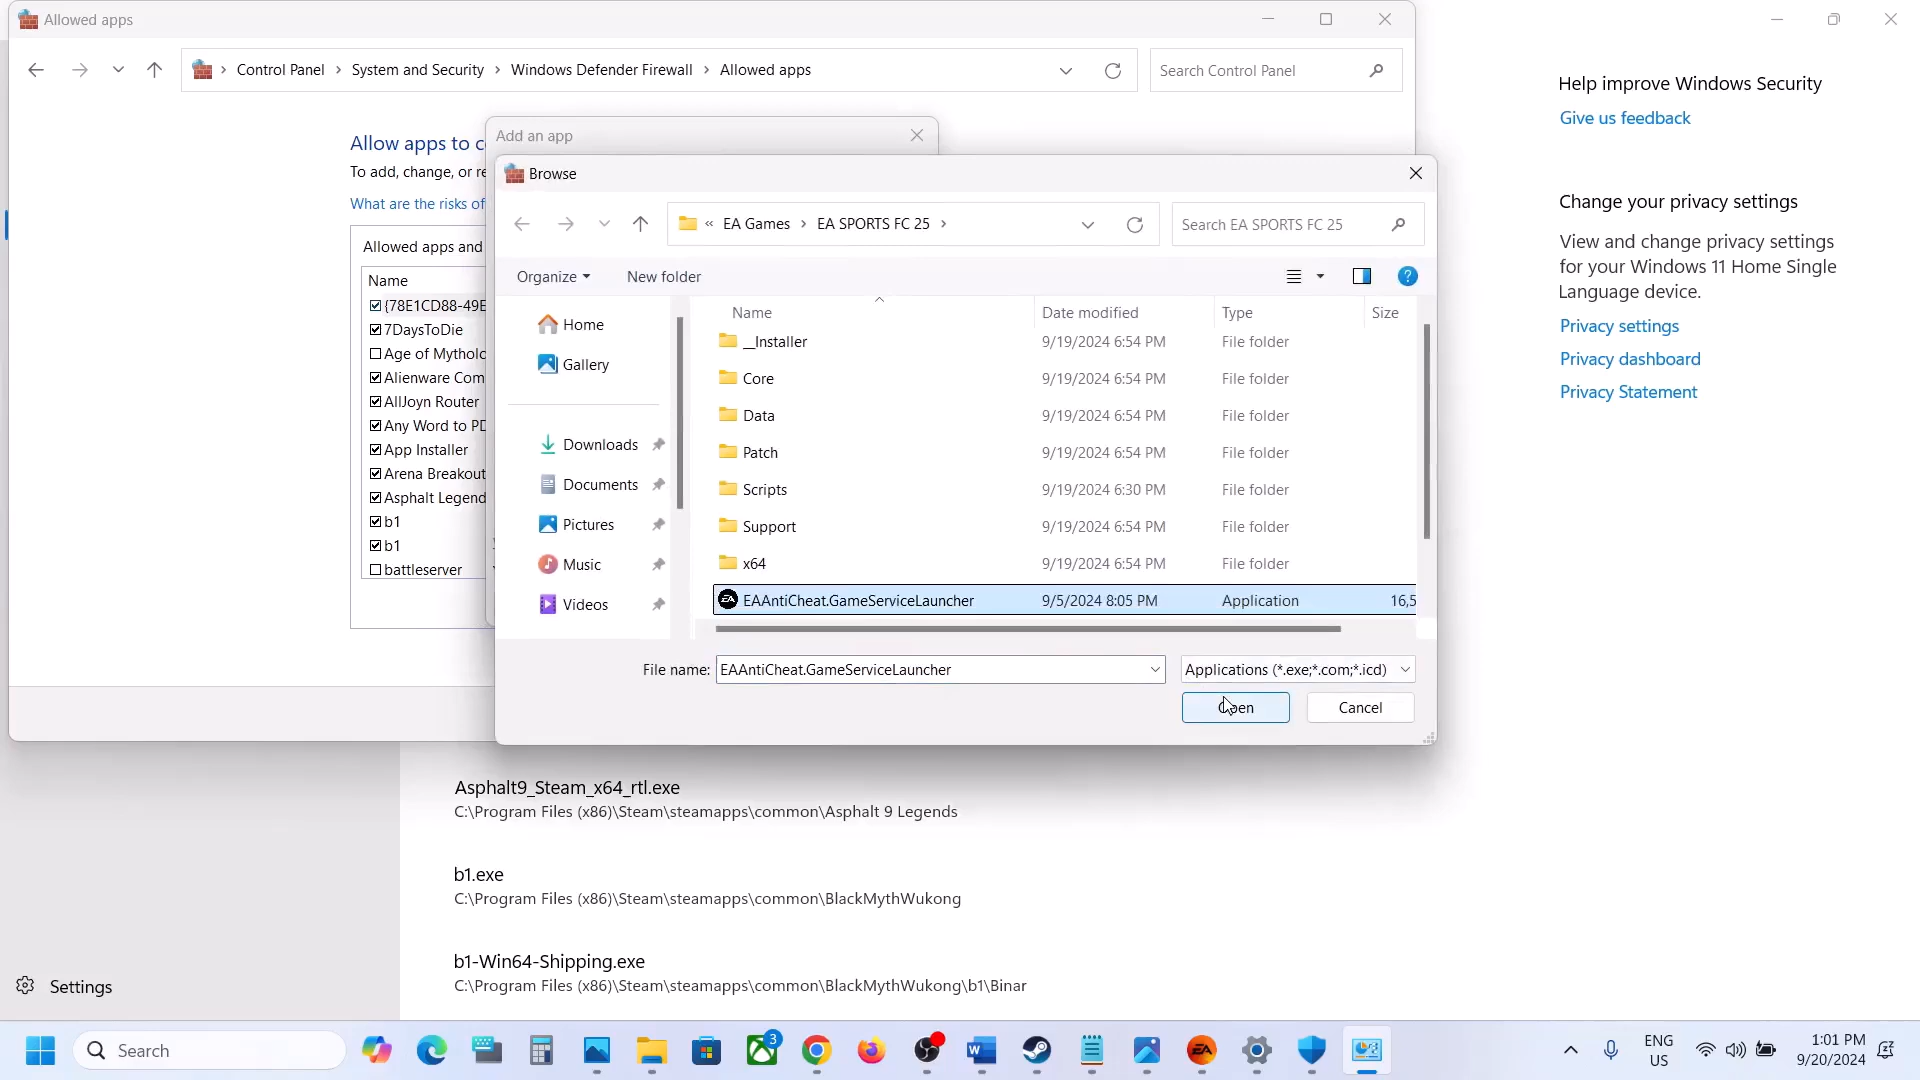 Allowed apps
Control Panel › System and Security › Windows Defender Firewall › Allowed apps
Search Control Panel
Help improve Windows Security
Give us feedback
Change your privacy settings
View and change privacy settings
for your Windows 11 Home Single
Language device.
Privacy settings
Privacy dashboard
Privacy Statement
Allow apps to c
To add, change, or re
What are the risks of
Allowed apps and
Name
{78E1CD88-49E
7DaysToDie
Age of Mytholo
Alienware Com
AllJoyn Router
Any Word to PD
App Installer
Arena Breakout
Asphalt Legend
b1
b1
battleserver
Add an app
Browse
« EA Games › EA SPORTS FC 25 ›
Search EA SPORTS FC 25
Organize
New folder
Home
Gallery
Downloads
Documents
Pictures
Music
Videos
Name Date modified Type Size
__Installer 9/19/2024 6:54 PM File folder
Core 9/19/2024 6:54 PM File folder
Data 9/19/2024 6:54 PM File folder
Patch 9/19/2024 6:54 PM File folder
Scripts 9/19/2024 6:30 PM File folder
Support 9/19/2024 6:54 PM File folder
x64 9/19/2024 6:54 PM File folder
EAAntiCheat.GameServiceLauncher 9/5/2024 8:05 PM Application 16,5
File name: EAAntiCheat.GameServiceLauncher Applications (*.exe;*.com;*.icd)
Open Cancel
Asphalt9_Steam_x64_rtl.exe
C:\Program Files (x86)\Steam\steamapps\common\Asphalt 9 Legends
b1.exe
C:\Program Files (x86)\Steam\steamapps\common\BlackMythWukong
b1-Win64-Shipping.exe
C:\Program Files (x86)\Steam\steamapps\common\BlackMythWukong\b1\Binar
Settings
Search
3
ENG
US
1:01 PM
9/20/2024